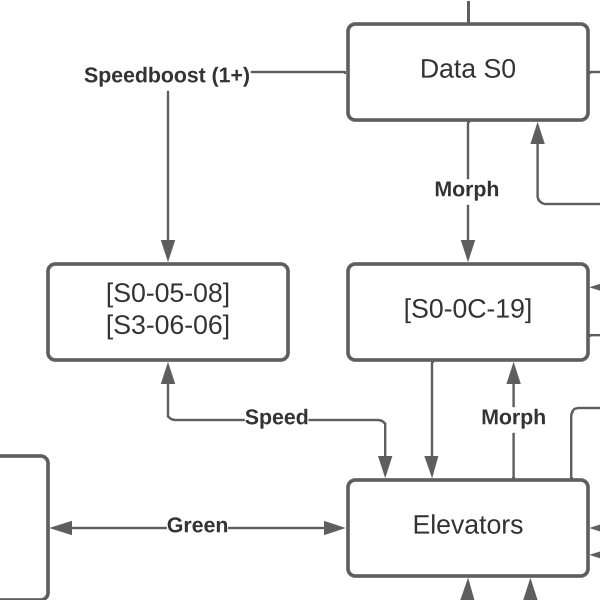 Data S0
Speedboost (1+)
Morph
[S0-05-08]
[S3-06-06]
[S0-0C-19]
Speed
Morph
Green
Elevators